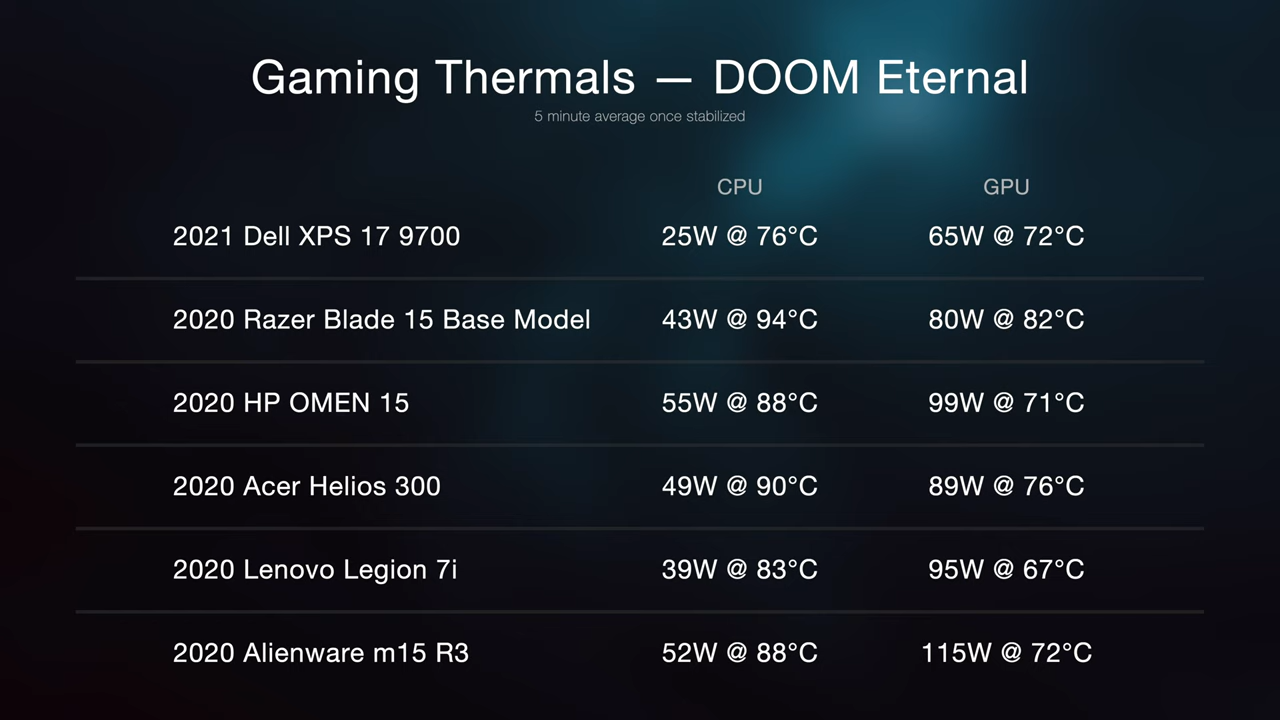 Gaming Thermals — DOOM Eternal
5 minute average once stabilized
CPU GPU
2021 Dell XPS 17 9700 25W @ 76°C 65W @ 72°C
2020 Razer Blade 15 Base Model 43W @ 94°C 80W @ 82°C
2020 HP OMEN 15 55W @ 88°C 99W @ 71°C
2020 Acer Helios 300 49W @ 90°C 89W @ 76°C
2020 Lenovo Legion 7i 39W @ 83°C 95W @ 67°C
2020 Alienware m15 R3 52W @ 88°C 115W @ 72°C